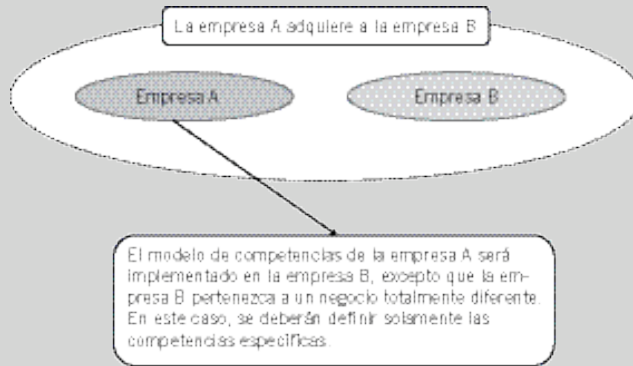 La empresa A adquiere a la empresa B
Empresa A
Empresa B
El modelo de competencias de la empresa A será
implementado en la empresa B, excepto que la em-
presa B pertenezca a un negocio totalmente diferente.
En este caso, se deberán definir solamente las
competencias específicas.